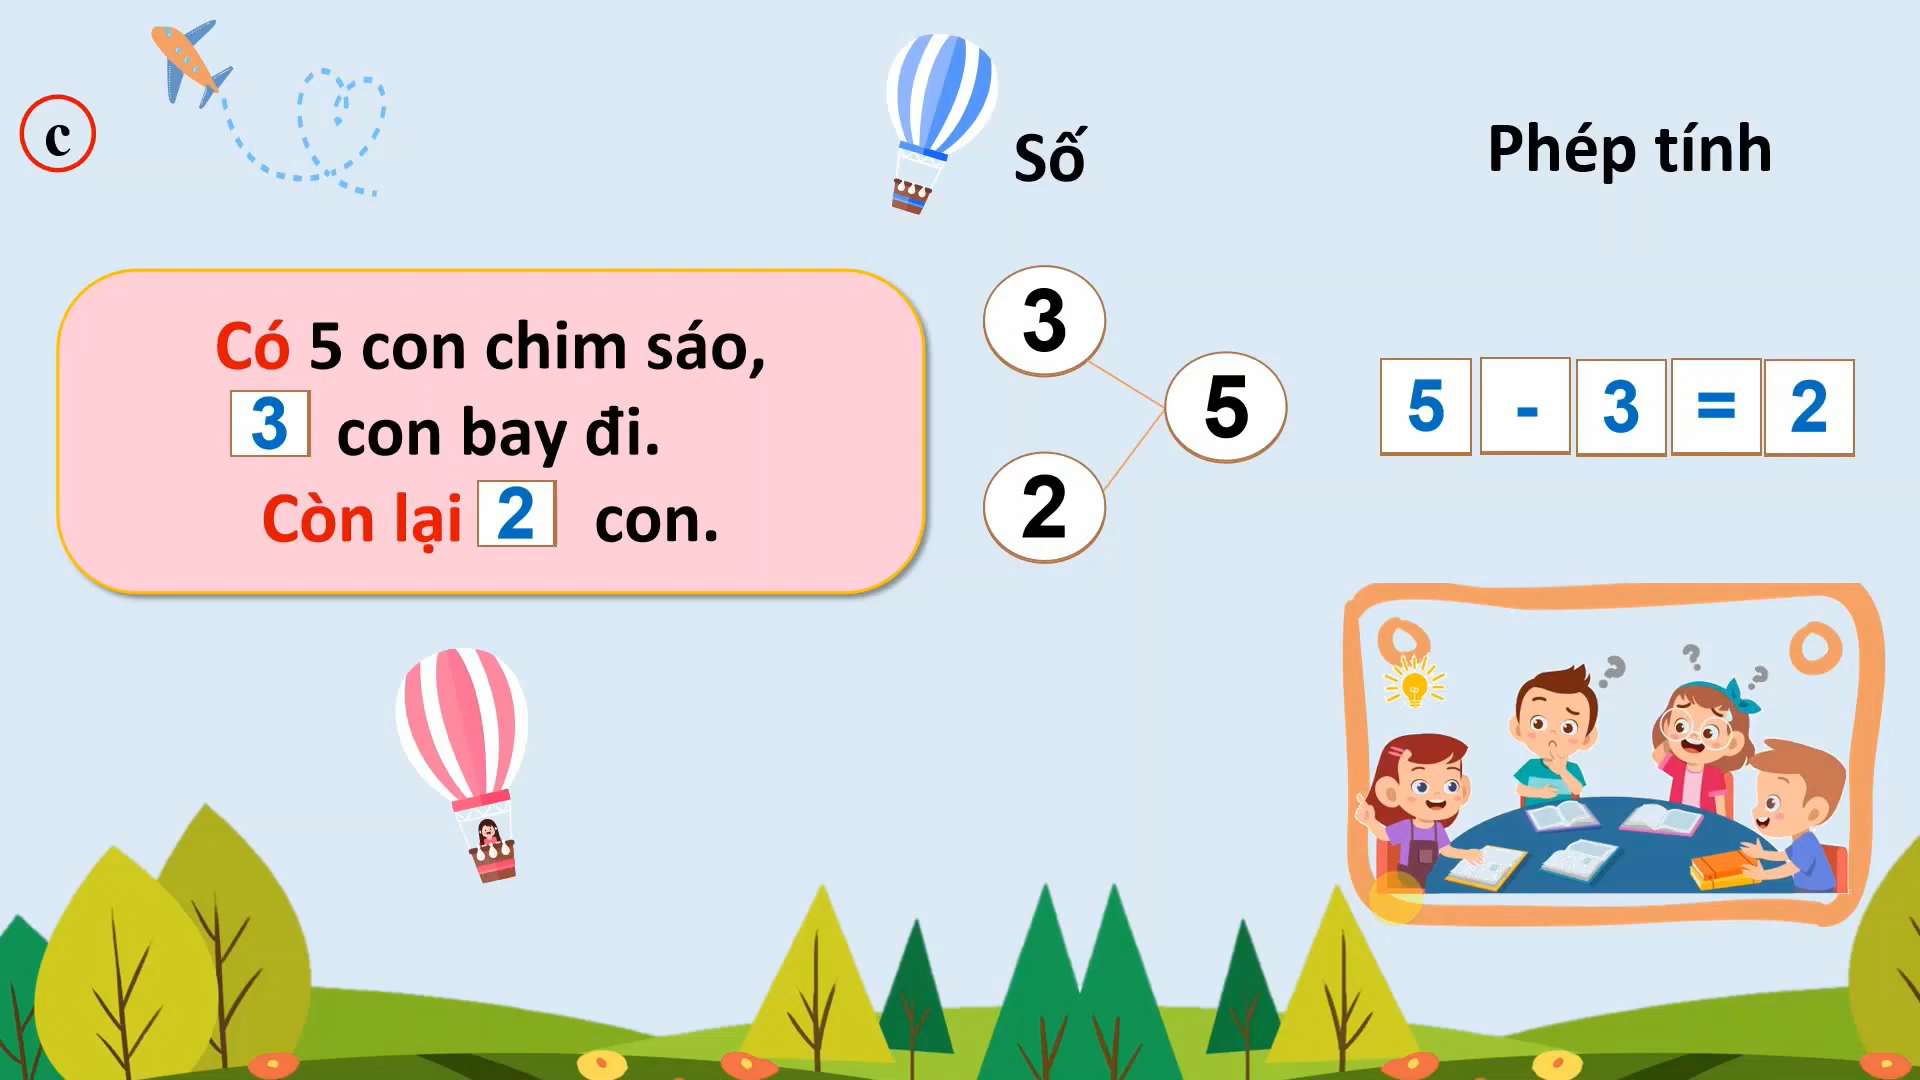 c
Số
Phép tính
Có 5 con chim sáo,
3 con bay đi.
Còn lại 2 con.
3
5
2
5 - 3 = 2